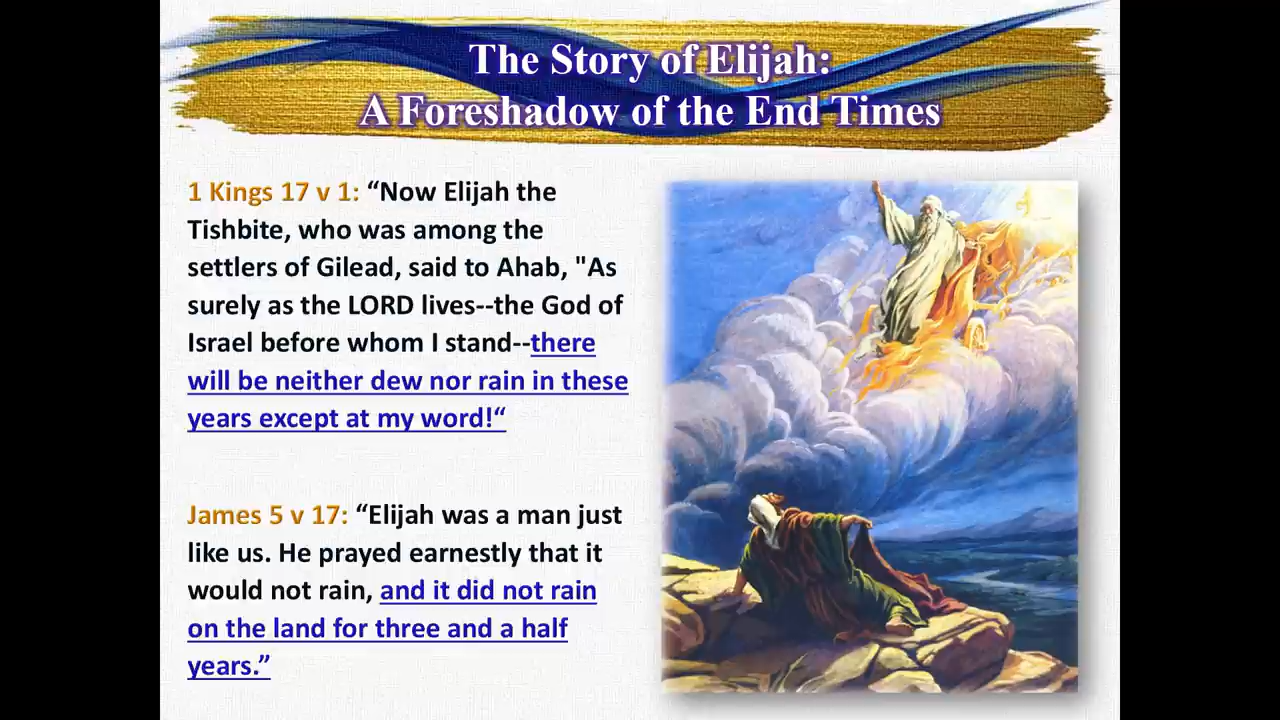 The Story of Elijah:
A Foreshadow of the End Times
1 Kings 17 v 1: “Now Elijah the
Tishbite, who was among the
settlers of Gilead, said to Ahab, "As
surely as the LORD lives--the God of
Israel before whom I stand--there
will be neither dew nor rain in these
years except at my word!“
James 5 v 17: “Elijah was a man just
like us. He prayed earnestly that it
would not rain, and it did not rain
on the land for three and a half
years.”